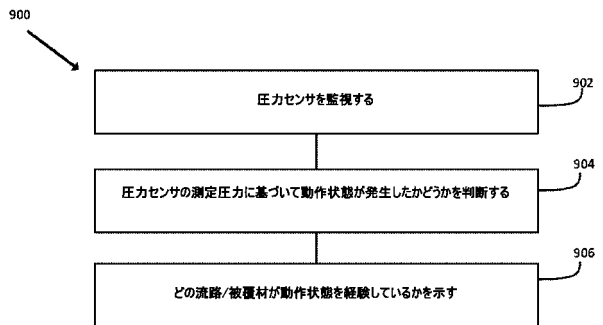 900
圧力センサを監視する
902
圧力センサの測定圧力に基づいて動作状態が発生したかどうかを判断する
904
どの流路/被覆材が動作状態を経験しているかを示す
906